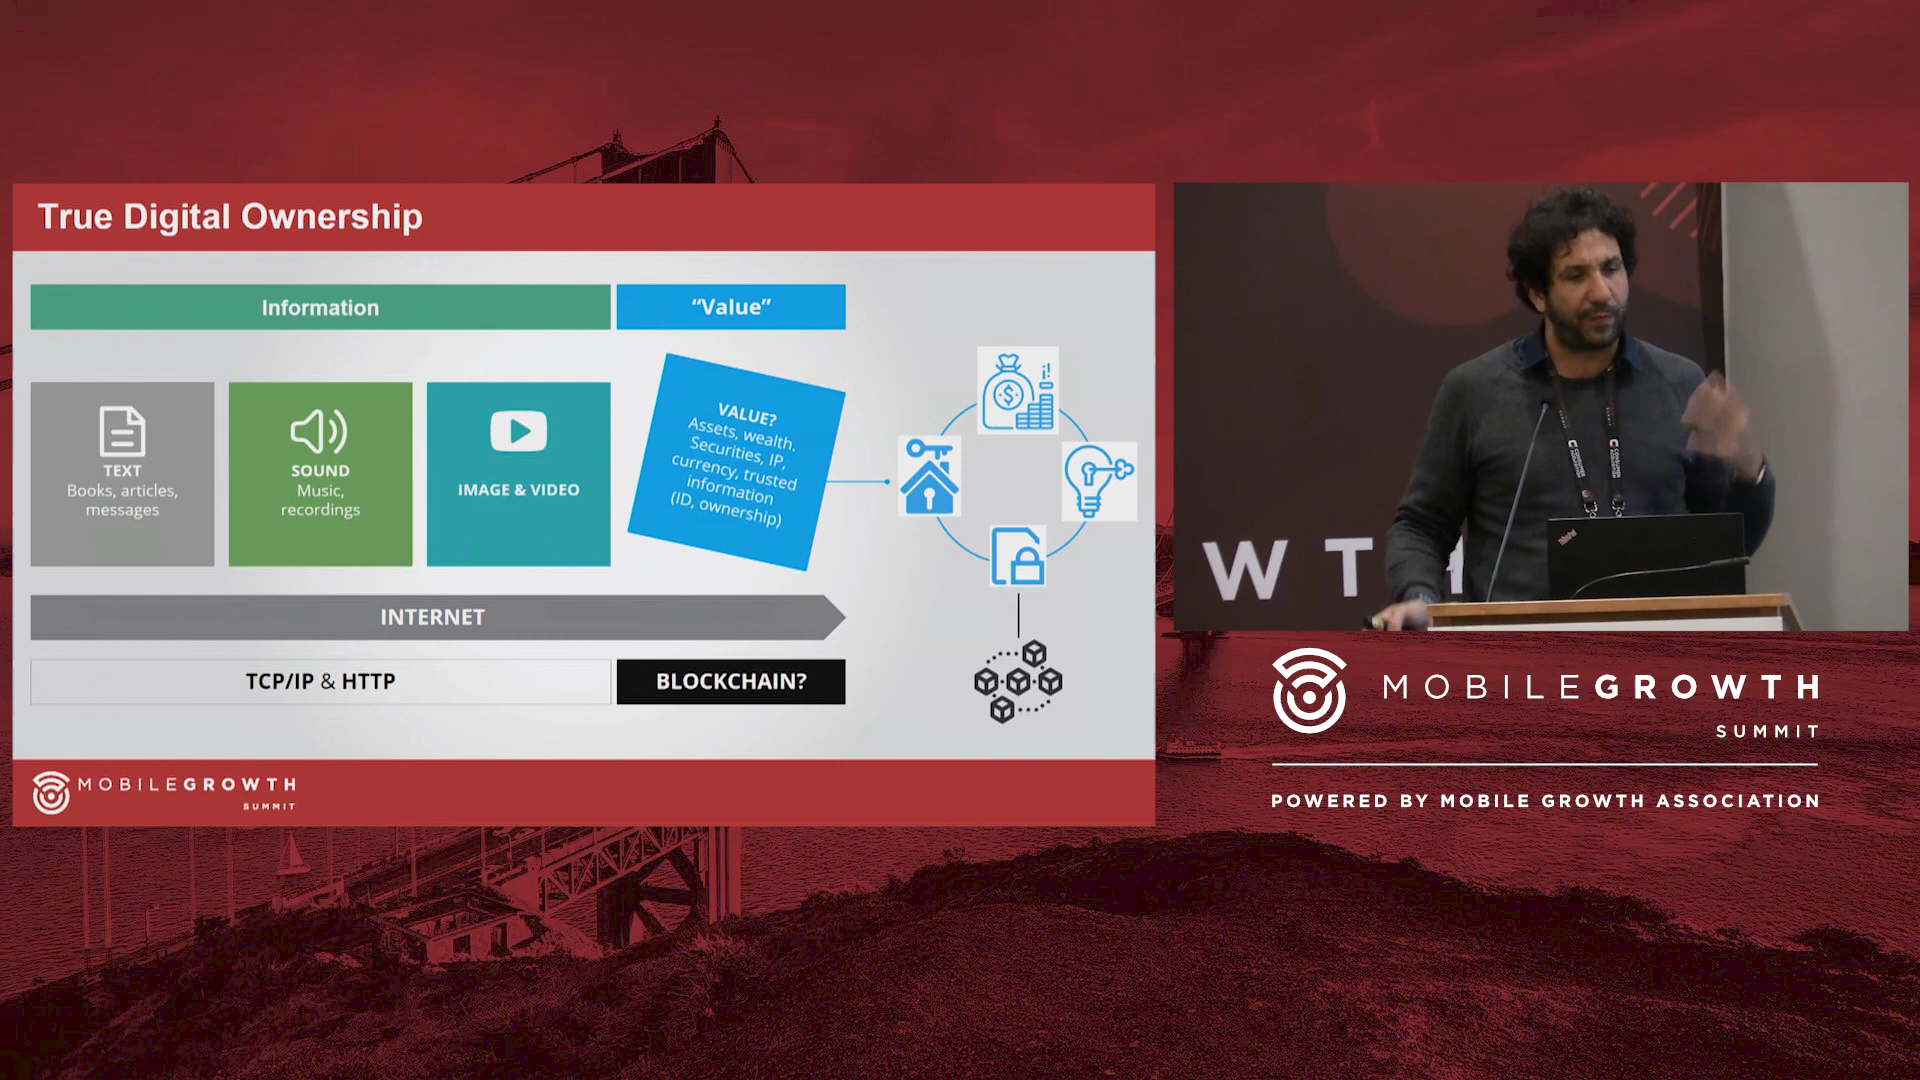 True Digital Ownership
Information
“Value”
TEXT
Books, articles,
messages
SOUND
Music,
recordings
IMAGE & VIDEO
VALUE?
Assets, wealth.
Securities, IP,
currency, trusted
information
(ID, ownership)
INTERNET
TCP/IP & HTTP
BLOCKCHAIN?
MOBILEGROWTH
SUMMIT
W T H
ThinkPad
MOBILEGROWTH
SUMMIT
POWERED BY MOBILE GROWTH ASSOCIATION